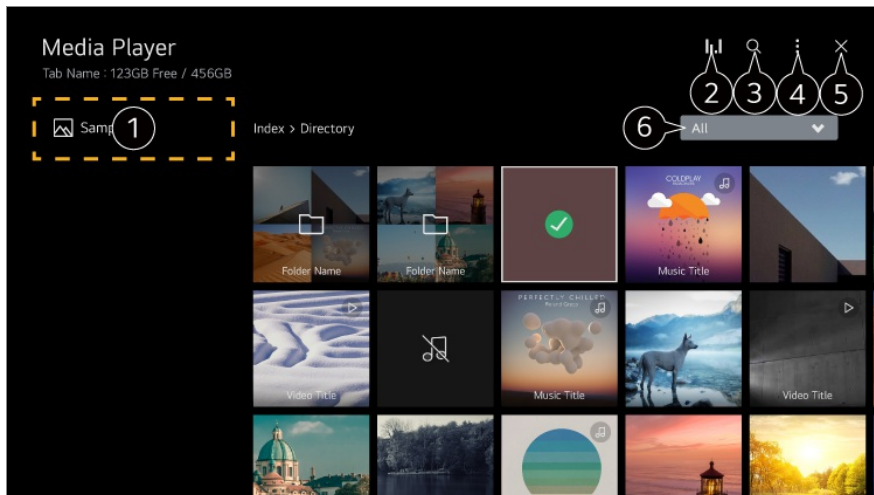 Media Player
Tab Name : 123GB Free / 456GB
2
3
4
5
1
Index > Directory
6
All
Folder Name
Folder Name
COLDPLAY
Music Title
PERFECTLY CHILLED
Video Title
Music Title
Video Title